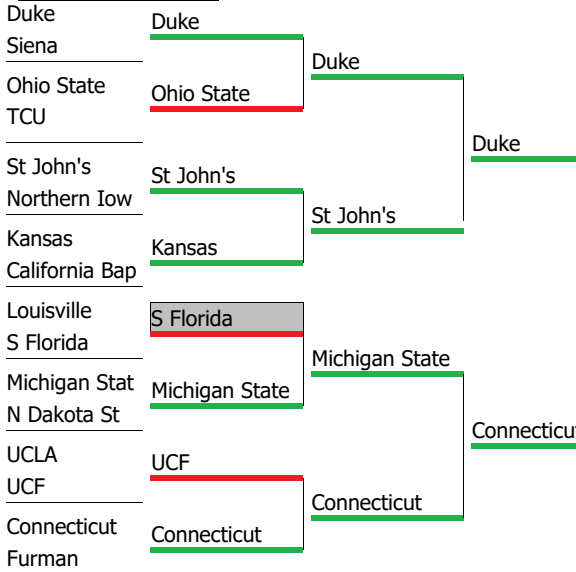 Duke
Siena
Ohio State
TCU
St John's
Northern Iow
Kansas
California Bap
Louisville
S Florida
Michigan Stat
N Dakota St
UCLA
UCF
Connecticut
Furman
Duke
Ohio State
St John's
Kansas
S Florida
Michigan State
UCF
Connecticut
Duke
St John's
Michigan State
Connecticut
Duke
Connecticut